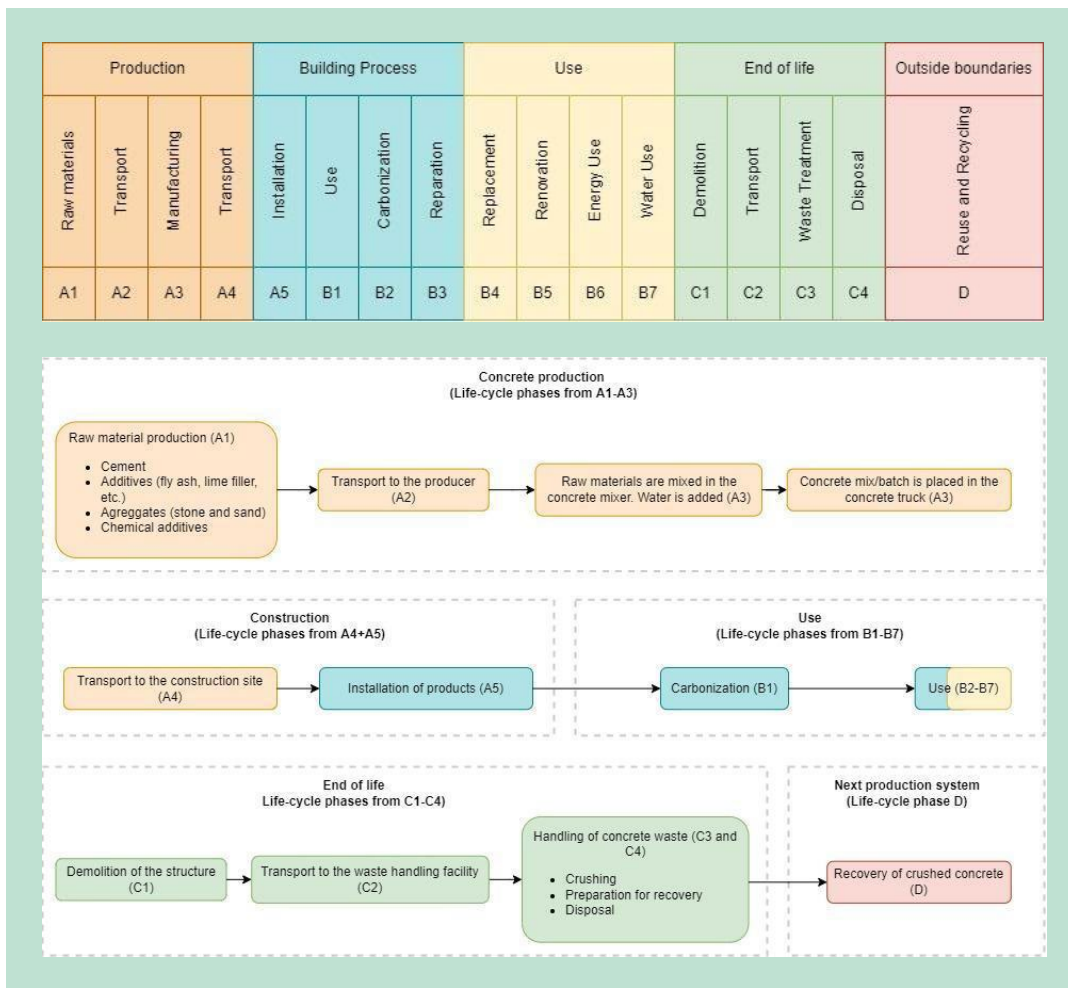 Production
Building Process
Use
End of life
Outside boundaries
Raw materials
Transport
Manufacturing
Transport
Installation
Use
Carbonization
Reparation
Replacement
Renovation
Energy Use
Water Use
Demolition
Transport
Waste Treatment
Disposal
Reuse and Recycling
A1
A2
A3
A4
A5
B1
B2
B3
B4
B5
B6
B7
C1
C2
C3
C4
D
Concrete production
(Life-cycle phases from A1-A3)
Raw material production (A1)
• Cement
• Additives (fly ash, lime filler,
etc.)
• Agreggates (stone and sand)
• Chemical additives
Transport to the producer
(A2)
Raw materials are mixed in the
concrete mixer. Water is added (A3)
Concrete mix/batch is placed in the
concrete truck (A3)
Construction
(Life-cycle phases from A4+A5)
Transport to the construction site
(A4)
Installation of products (A5)
Use
(Life-cycle phases from B1-B7)
Carbonization (B1)
Use (B2-B7)
End of life
Life-cycle phases from C1-C4)
Demolition of the structure
(C1)
Transport to the waste handling facility
(C2)
Handling of concrete waste (C3 and
C4)
• Crushing
• Preparation for recovery
• Disposal
Next production system
(Life-cycle phase D)
Recovery of crushed concrete
(D)